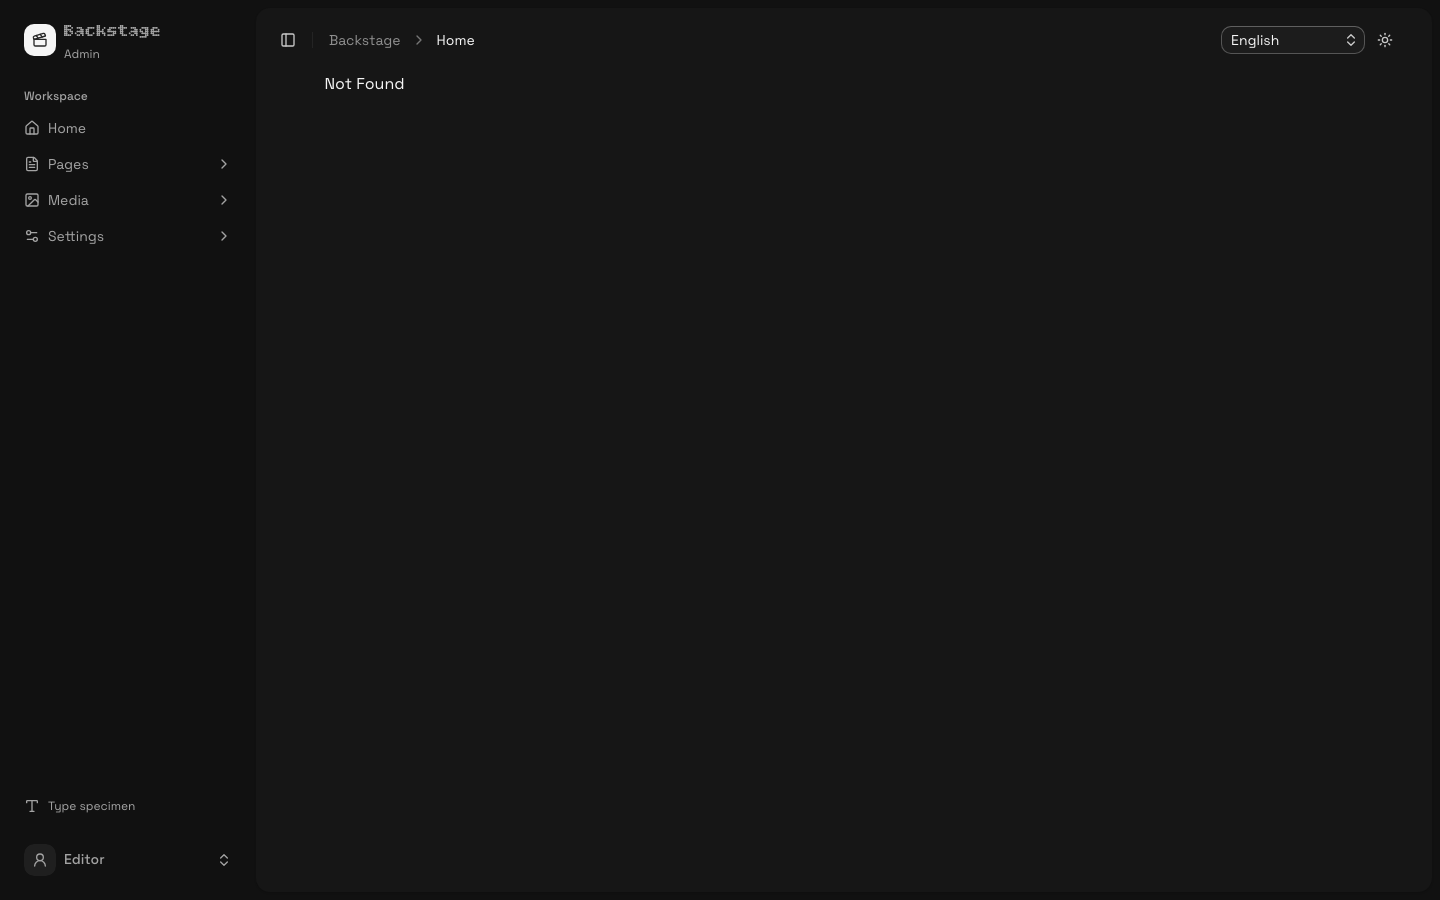 Backstage
Admin
Workspace
Home
Pages
Media
Settings
Type specimen
Editor
Backstage > Home
English
Not Found